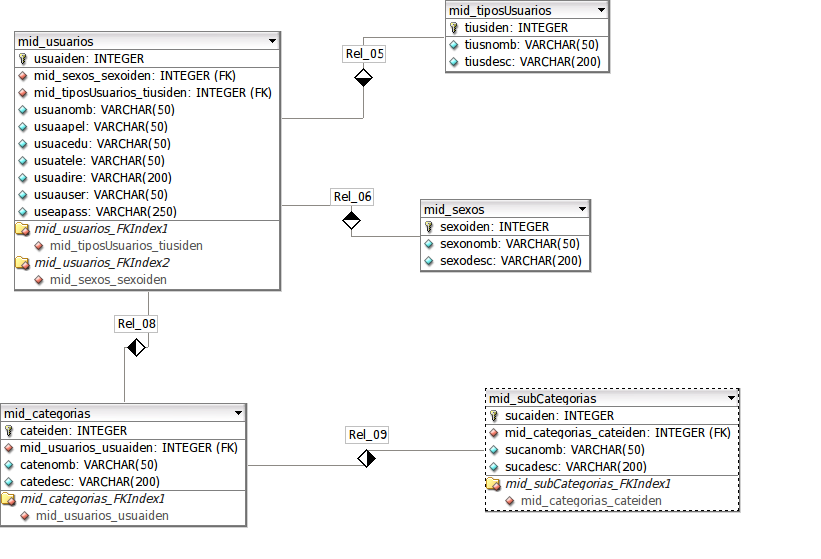 mid_tiposUsuarios
tiusiden: INTEGER
tiusnomb: VARCHAR(50)
tiusdesc: VARCHAR(200)
mid_usuarios
usuaiden: INTEGER
mid_sexos_sexoiden: INTEGER (FK)
mid_tiposUsuarios_tiusiden: INTEGER (FK)
usuanomb: VARCHAR(50)
usuaapel: VARCHAR(50)
usuacedu: VARCHAR(50)
usuatele: VARCHAR(50)
usuadire: VARCHAR(200)
usuauser: VARCHAR(50)
useapass: VARCHAR(250)
mid_usuarios_FKIndex1
mid_tiposUsuarios_tiusiden
mid_usuarios_FKIndex2
mid_sexos_sexoiden
Rel_05
Rel_06
mid_sexos
sexoiden: INTEGER
sexonomb: VARCHAR(50)
sexodesc: VARCHAR(200)
Rel_08
mid_categorias
cateiden: INTEGER
mid_usuarios_usuaiden: INTEGER (FK)
catenomb: VARCHAR(50)
catedesc: VARCHAR(200)
mid_categorias_FKIndex1
mid_usuarios_usuaiden
Rel_09
mid_subCategorias
sucaiden: INTEGER
mid_categorias_cateiden: INTEGER (FK)
sucanomb: VARCHAR(50)
sucadesc: VARCHAR(200)
mid_subCategorias_FKIndex1
mid_categorias_cateiden